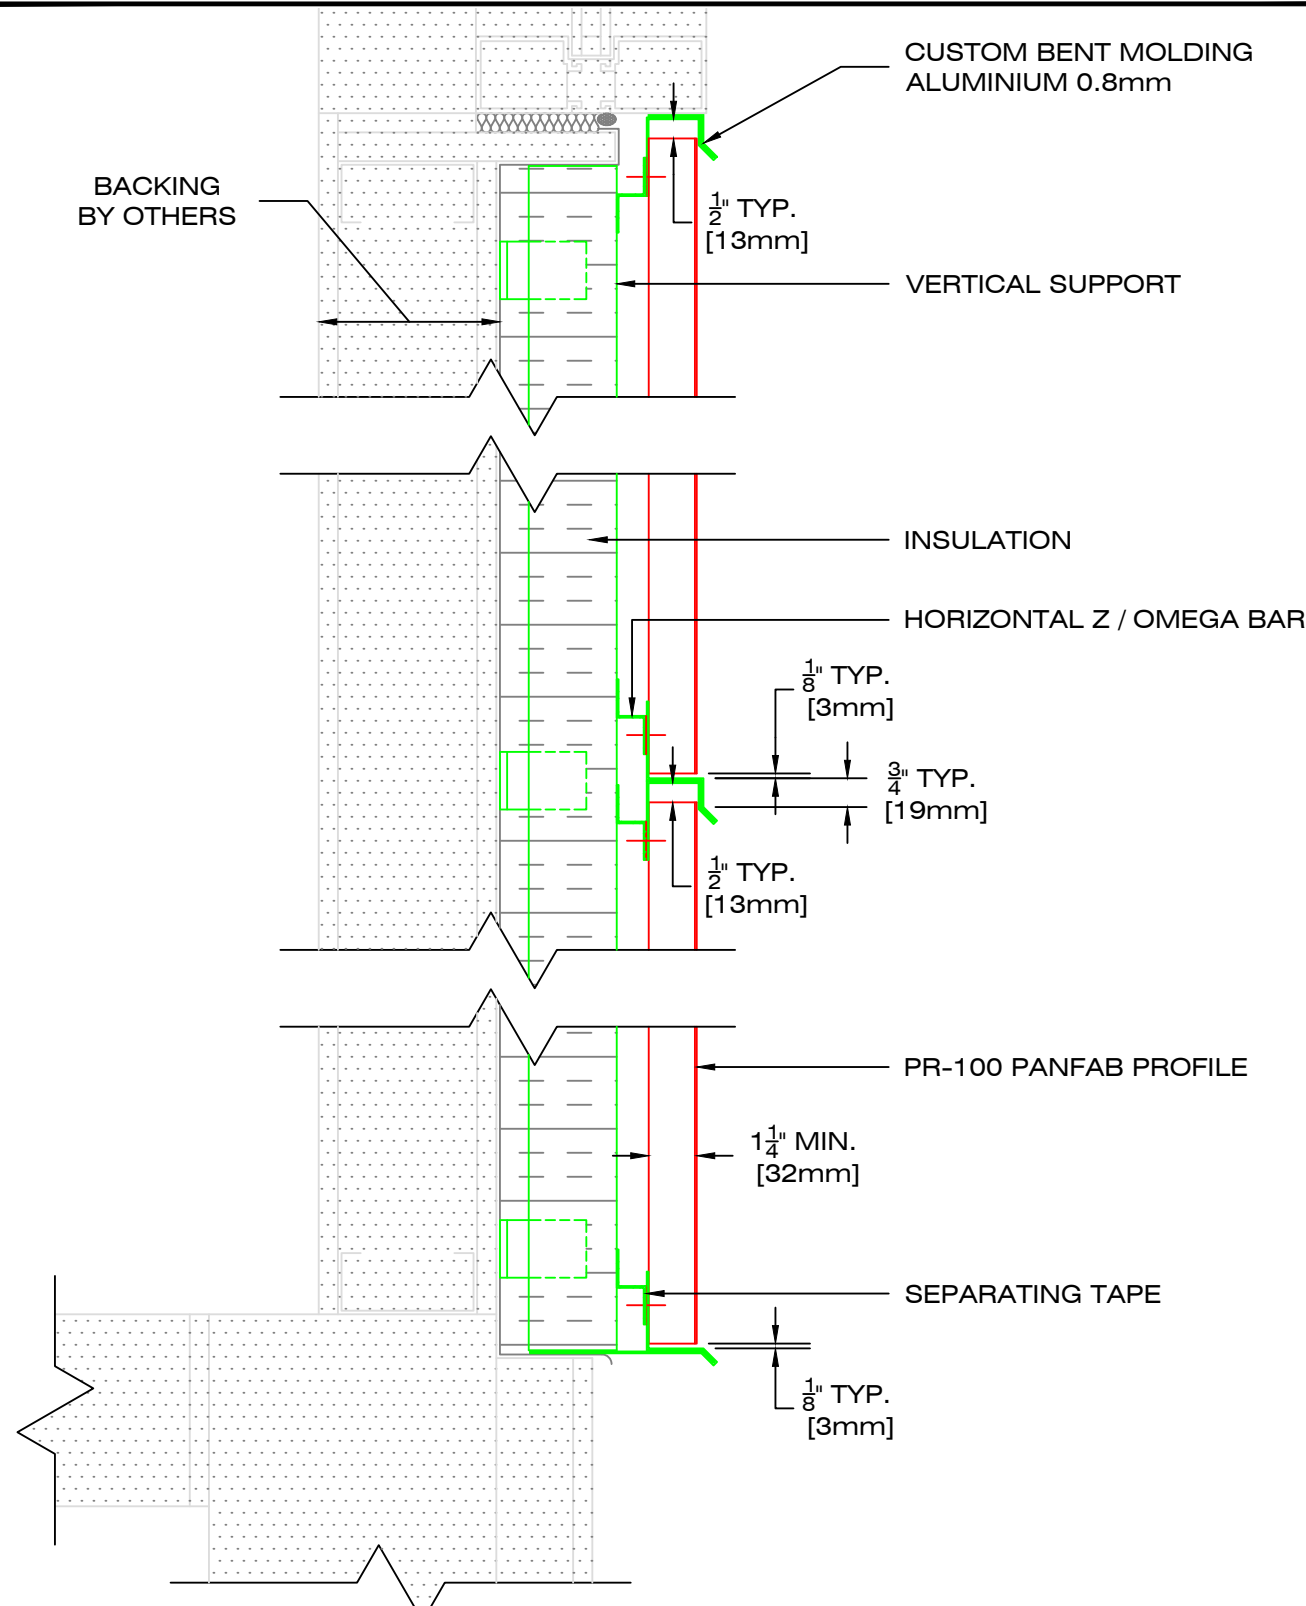 CUSTOM BENT MOLDING
ALUMINIUM 0.8mm
BACKING
BY OTHERS
1/2" TYP.
[13mm]
VERTICAL SUPPORT
INSULATION
HORIZONTAL Z / OMEGA BAR
1/8" TYP.
[3mm]
3/4" TYP.
[19mm]
1/2" TYP.
[13mm]
PR-100 PANFAB PROFILE
1 1/4" MIN.
[32mm]
SEPARATING TAPE
1/8" TYP.
[3mm]